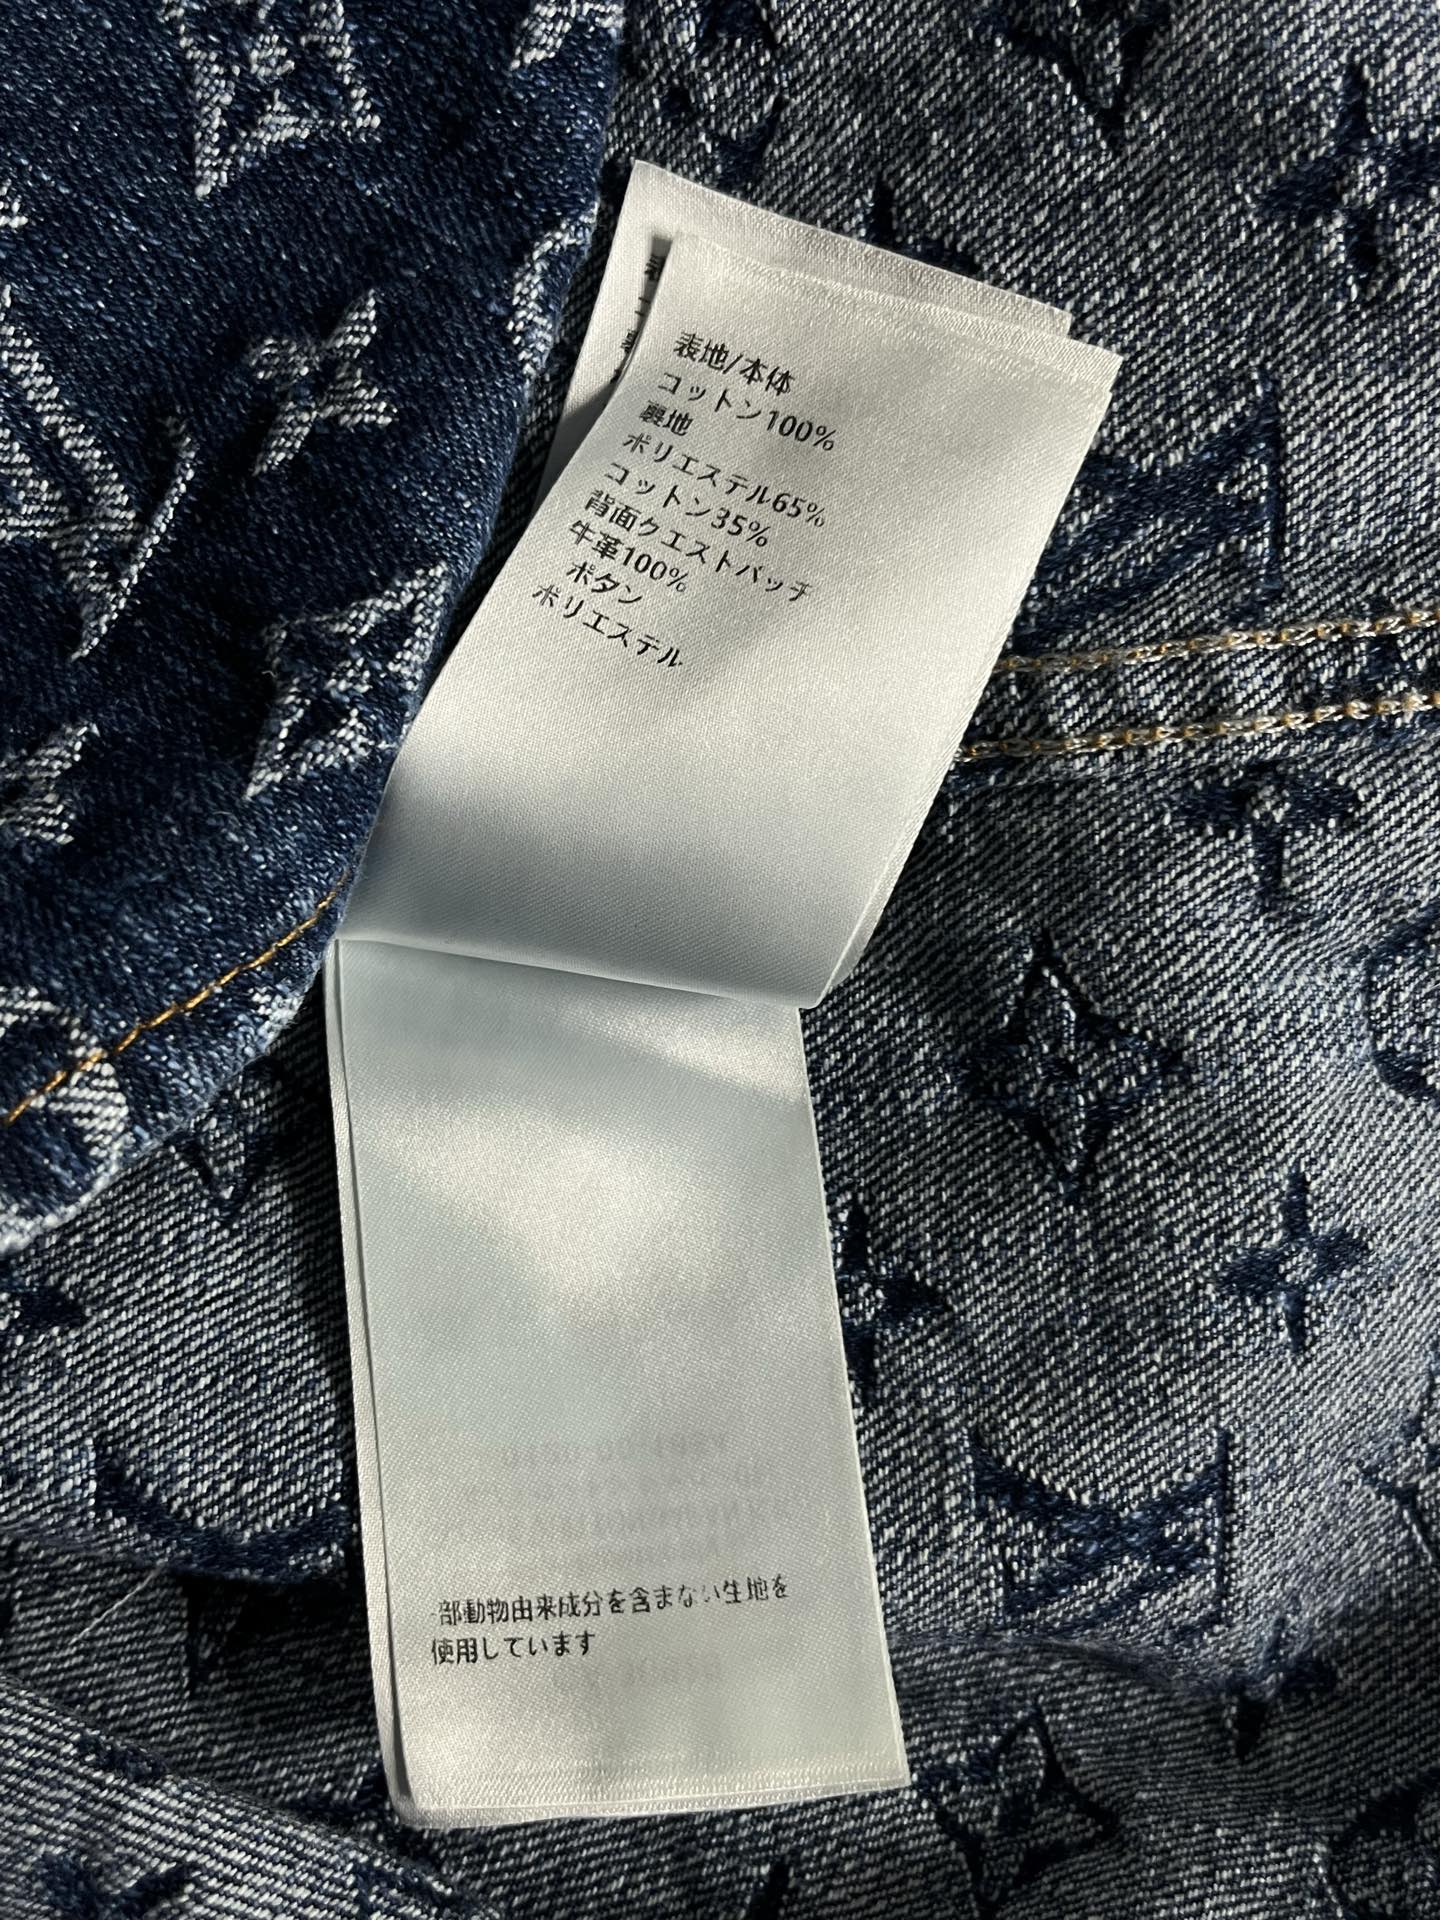 表地/本体
コットン100%
裏地
ポリエステル65%
コットン35%
背面クエストパッチ
牛革100%
ボタン
ポリエステル
部動物由来成分を含まない生地を
使用しています